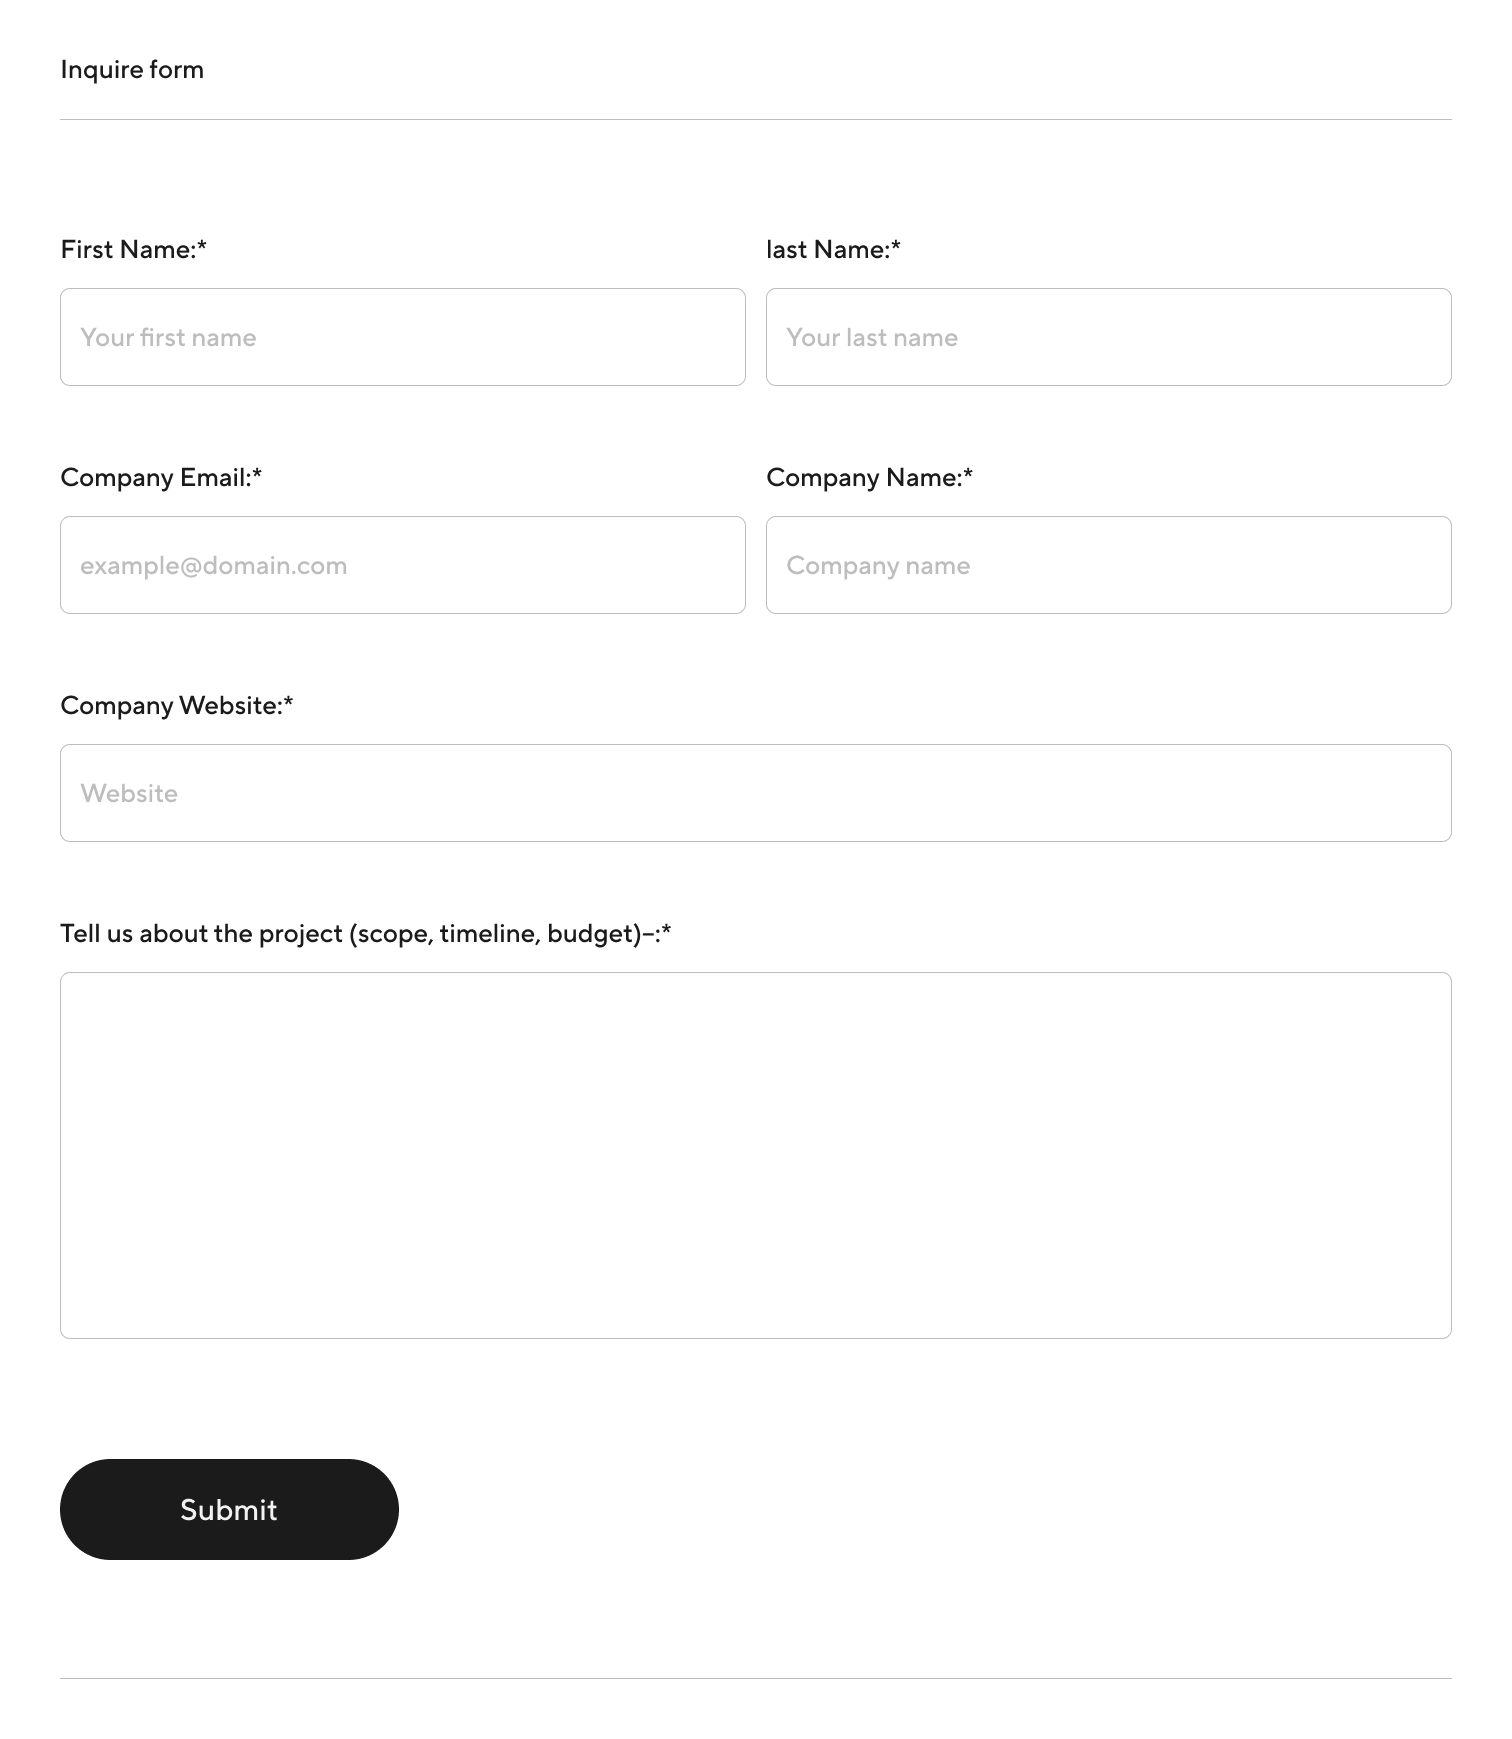 Inquire form
First Name:*
last Name:*
Your first name
Your last name
Company Email:*
Company Name:*
example@domain.com
Company name
Company Website:*
Website
Tell us about the project (scope, timeline, budget)–:*
Submit